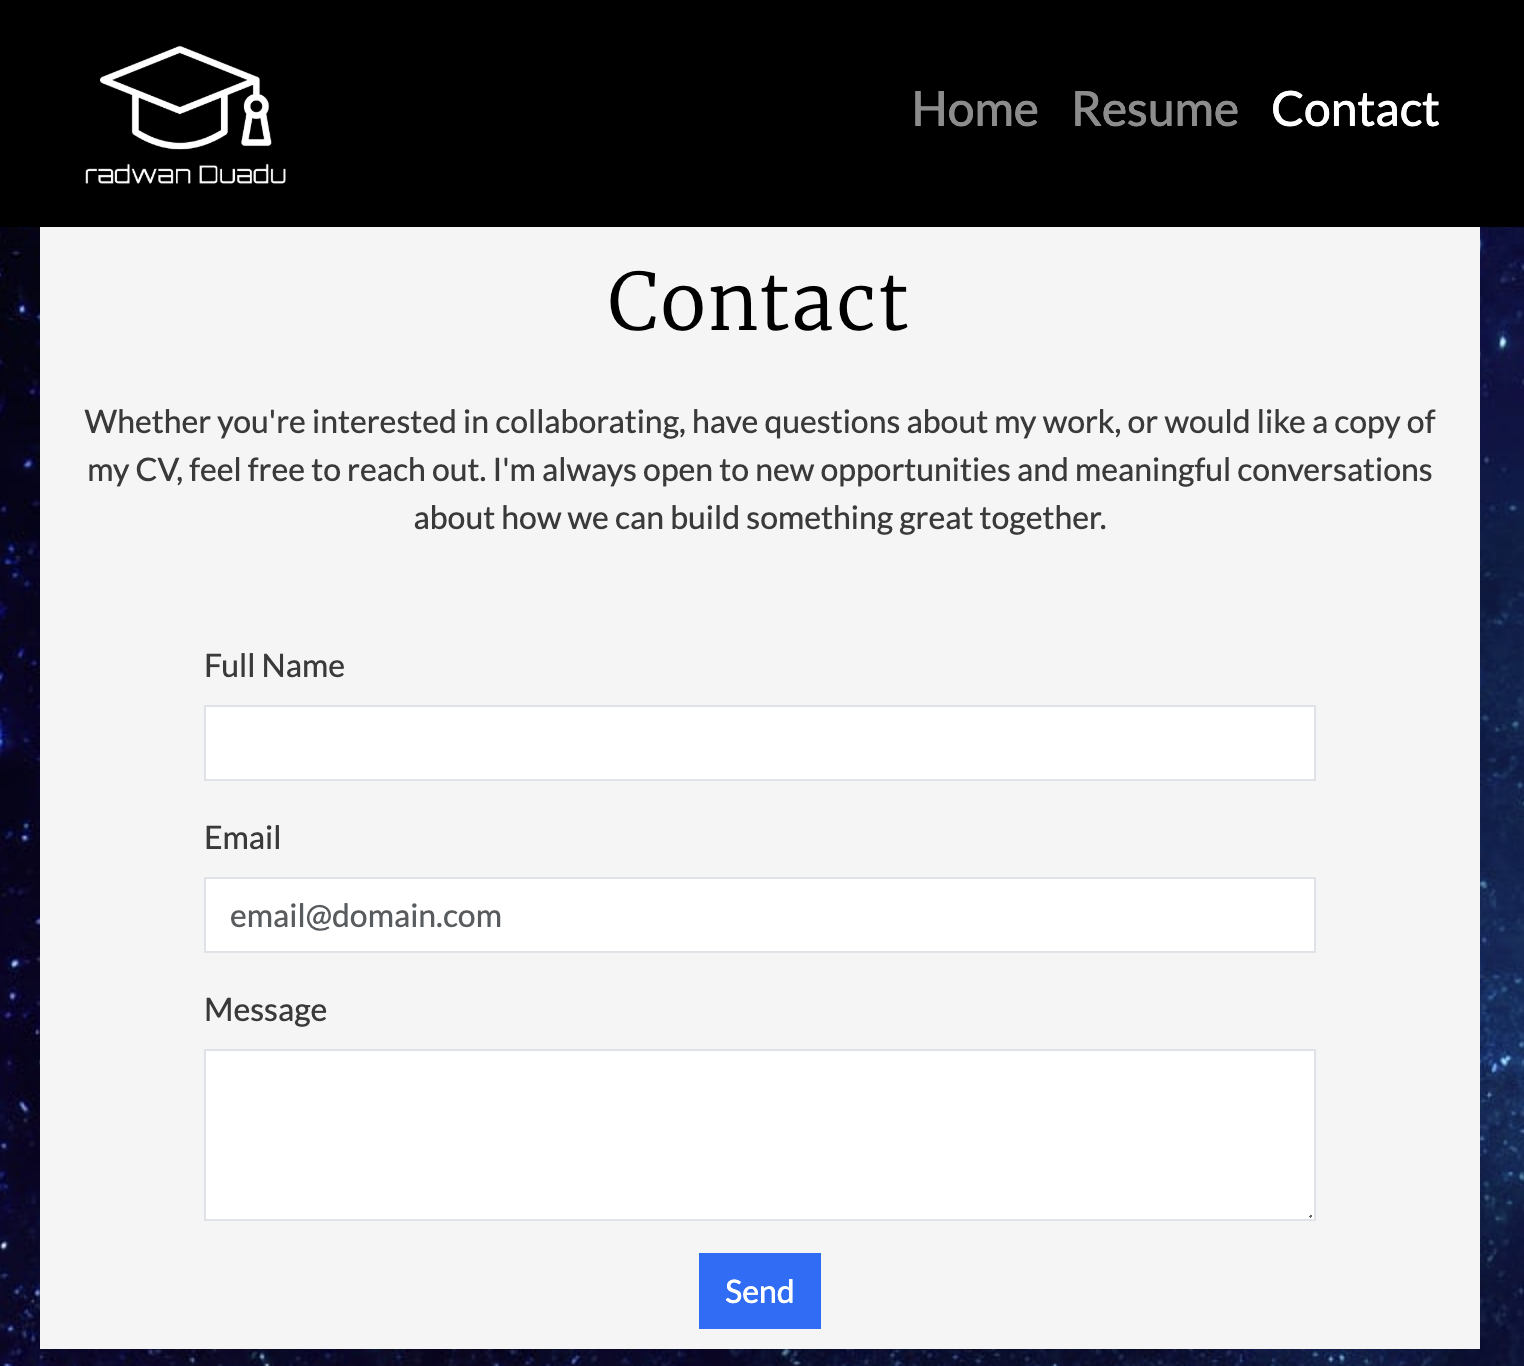 radwan Duadu
Home Resume Contact
Contact
Whether you're interested in collaborating, have questions about my work, or would like a copy of
my CV, feel free to reach out. I'm always open to new opportunities and meaningful conversations
about how we can build something great together.
Full Name
Email
email@domain.com
Message
Send